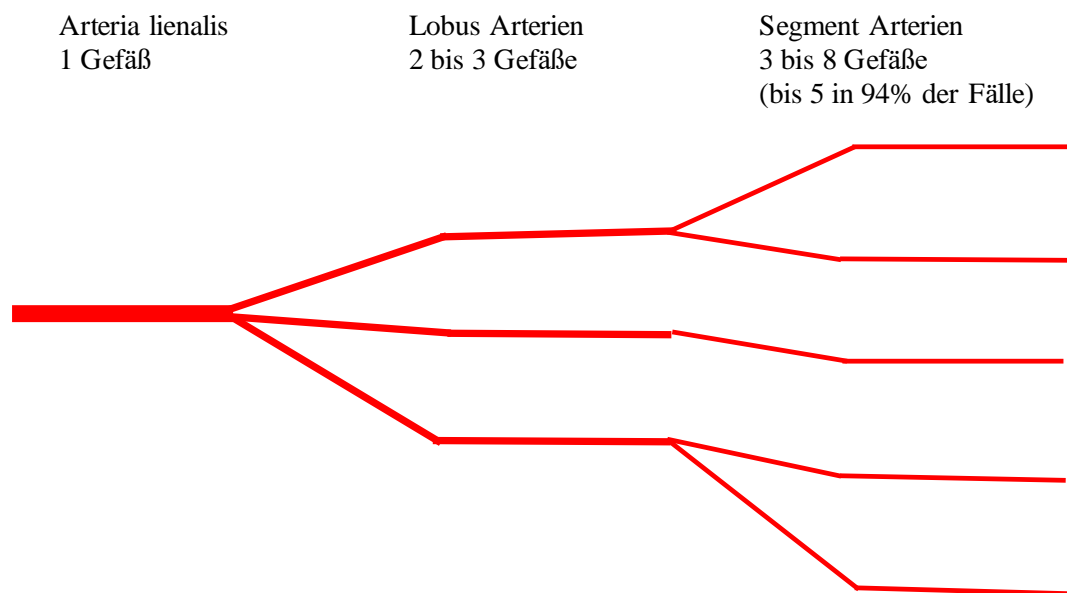 Arteria lienalis
1 Gefäß
Lobus Arterien
2 bis 3 Gefäße
Segment Arterien
3 bis 8 Gefäße
(bis 5 in 94% der Fälle)